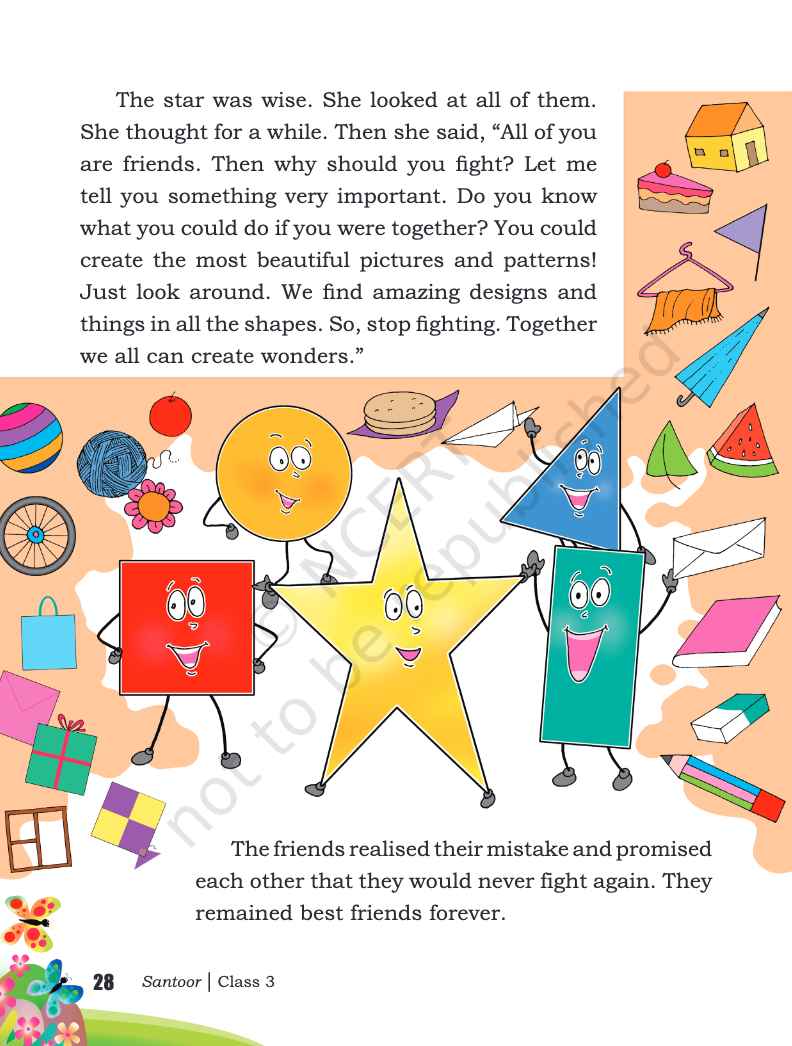 The star was wise. She looked at all of them.
She thought for a while. Then she said, “All of you
are friends. Then why should you fight? Let me
tell you something very important. Do you know
what you could do if you were together? You could
create the most beautiful pictures and patterns!
Just look around. We find amazing designs and
things in all the shapes. So, stop fighting. Together
we all can create wonders.”
© NCERT
not to be republished
The friends realised their mistake and promised
each other that they would never fight again. They
remained best friends forever.
28 Santoor | Class 3